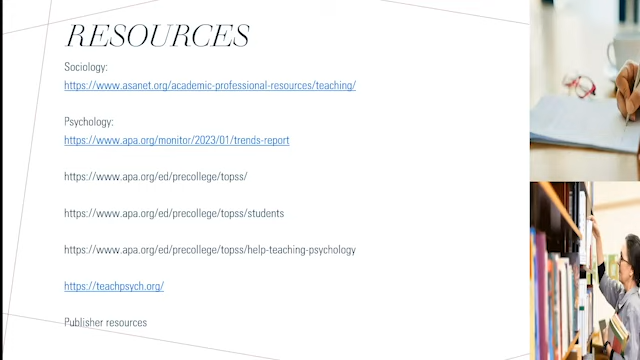 RESOURCES
Sociology:
https://www.asanet.org/academic-professional-resources/teaching/
Psychology:
https://www.apa.org/monitor/2023/01/trends-report
https://www.apa.org/ed/precollege/topss/
https://www.apa.org/ed/precollege/topss/students
https://www.apa.org/ed/precollege/topss/help-teaching-psychology
https://teachpsych.org/
Publisher resources